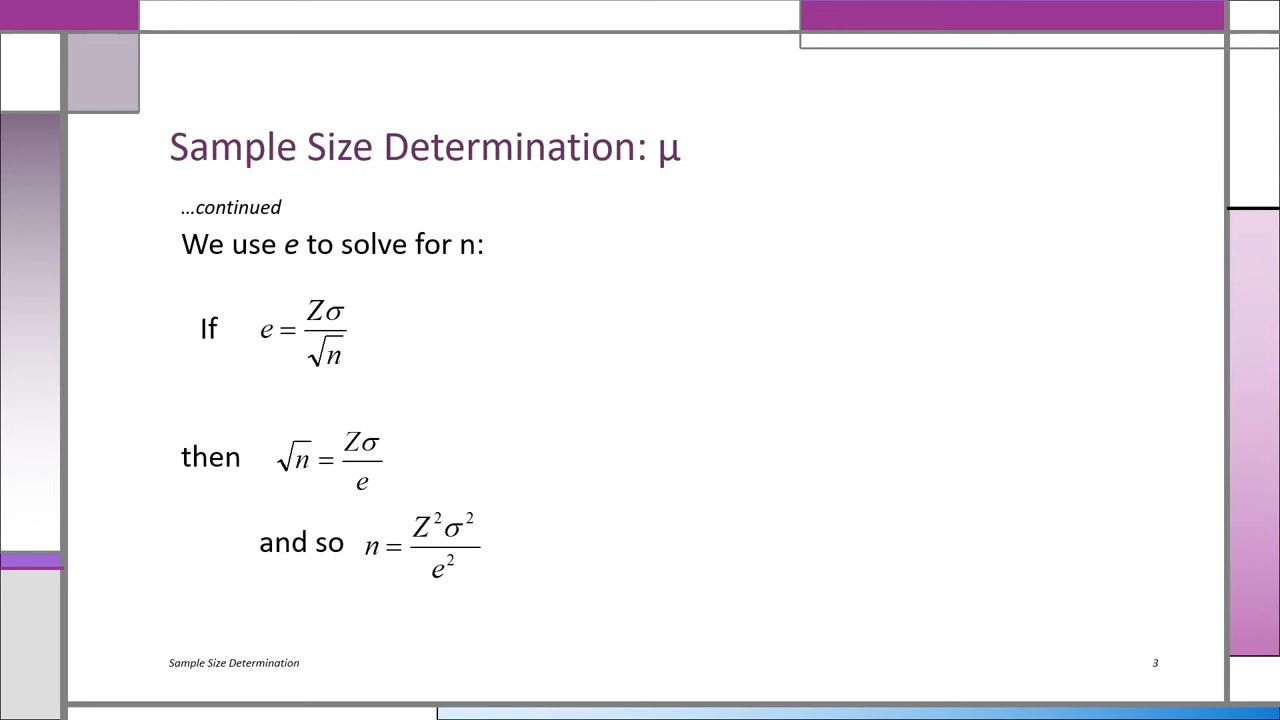 Sample Size Determination: µ
…continued
We use e to solve for n:
If e = Zσ / √n
then √n = Zσ / e
and so n = Z²σ² / e²
Sample Size Determination
3